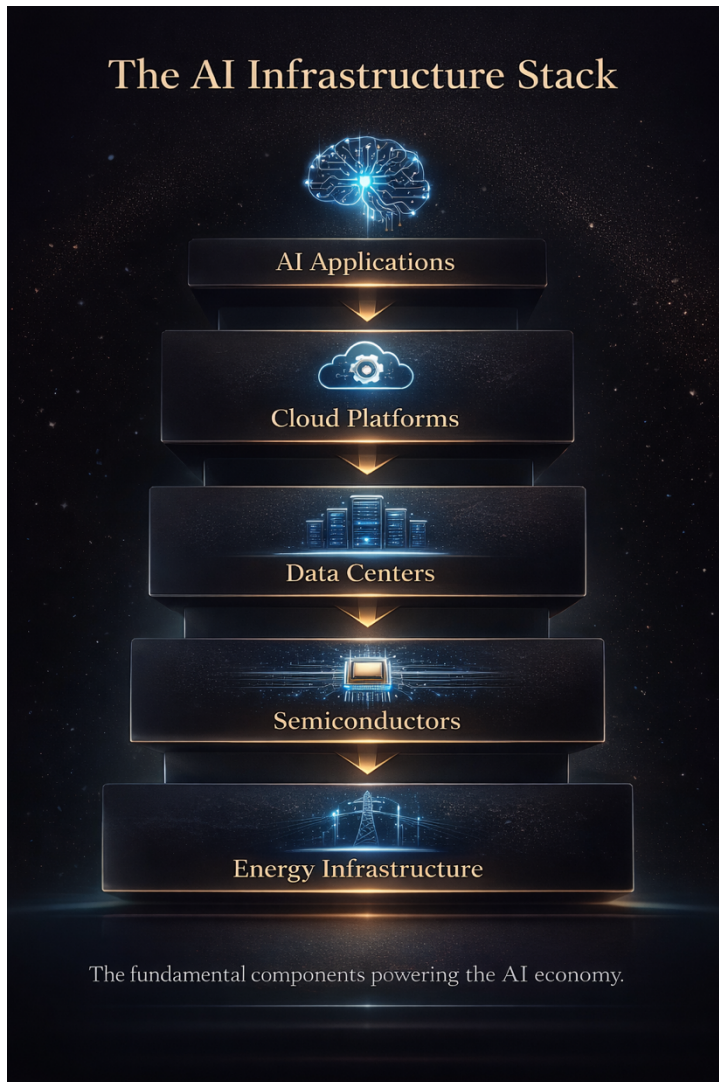 The AI Infrastructure Stack
AI Applications
Cloud Platforms
Data Centers
Semiconductors
Energy Infrastructure
The fundamental components powering the AI economy.